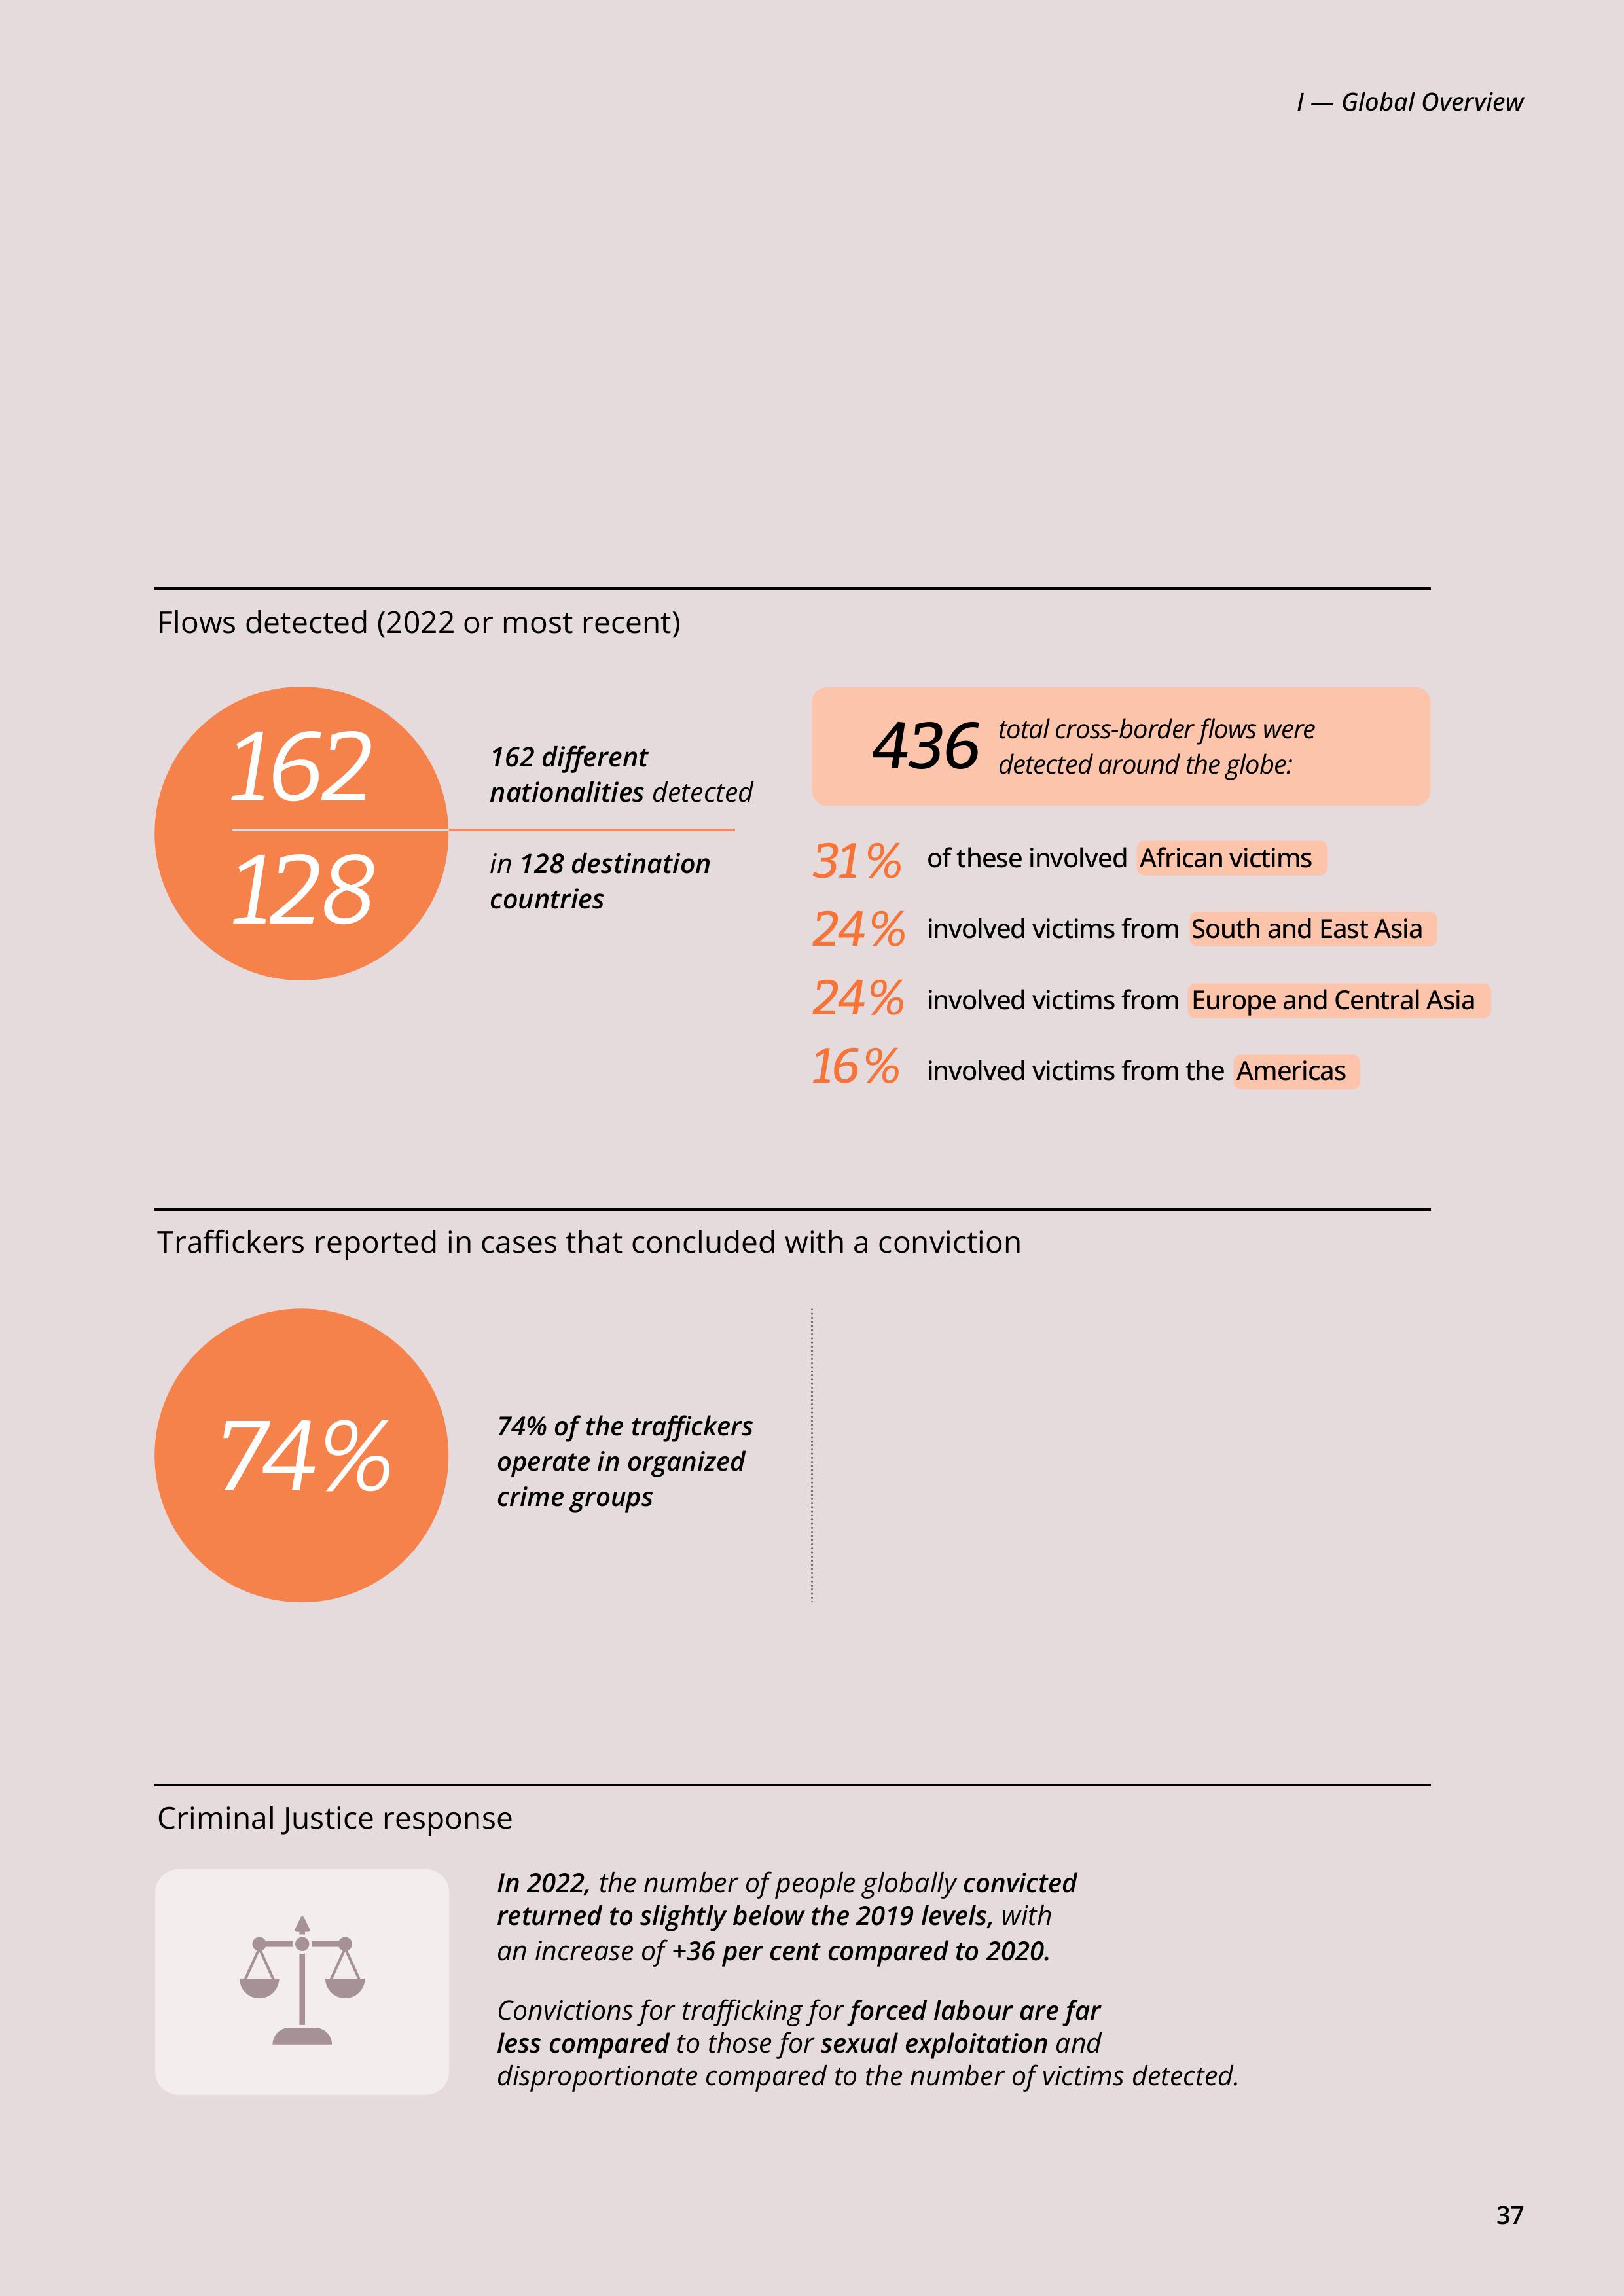 I — Global Overview
Flows detected (2022 or most recent)
162
128
162 different
nationalities detected
in 128 destination
countries
436
total cross-border flows were
detected around the globe:
31% of these involved African victims
24% involved victims from South and East Asia
24% involved victims from Europe and Central Asia
16% involved victims from the Americas
Traffickers reported in cases that concluded with a conviction
74%
74% of the traffickers
operate in organized
crime groups
Criminal Justice response
In 2022, the number of people globally convicted
returned to slightly below the 2019 levels, with
an increase of +36 per cent compared to 2020.
Convictions for trafficking for forced labour are far
less compared to those for sexual exploitation and
disproportionate compared to the number of victims detected.
37